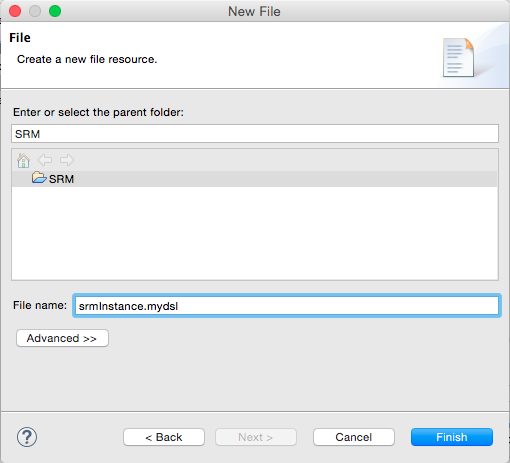 New File
File
Create a new file resource.
Enter or select the parent folder:
SRM
SRM
File name: srmInstance.mydsl
Advanced >>
? < Back Next > Cancel Finish